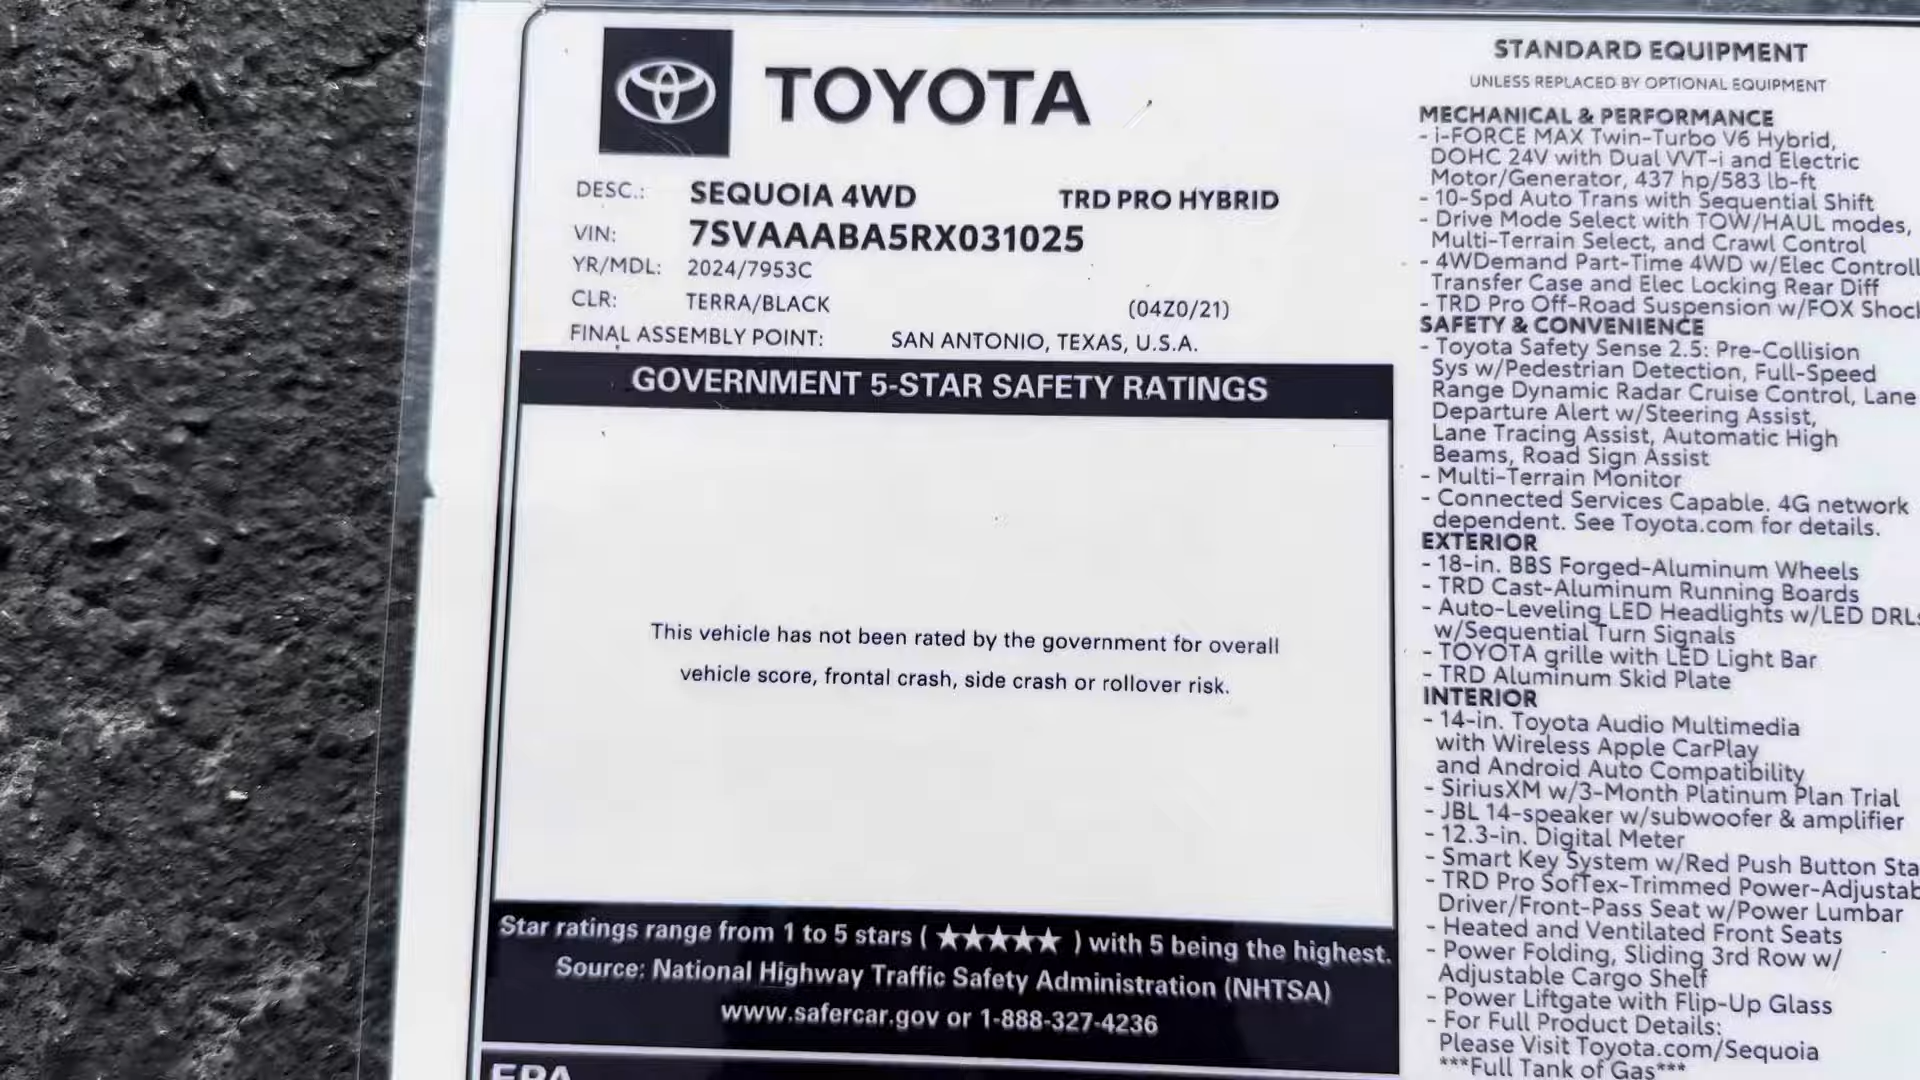 TOYOTA
DESC.: SEQUOIA 4WD TRD PRO HYBRID
VIN: 7SVAAABA5RX031025
YR/MDL: 2024/7953C
CLR: TERRA/BLACK (04Z0/21)
FINAL ASSEMBLY POINT: SAN ANTONIO, TEXAS, U.S.A.
GOVERNMENT 5-STAR SAFETY RATINGS
This vehicle has not been rated by the government for overall
vehicle score, frontal crash, side crash or rollover risk.
Star ratings range from 1 to 5 stars ( ★★★★★ ) with 5 being the highest.
Source: National Highway Traffic Safety Administration (NHTSA)
www.safercar.gov or 1-888-327-4236
EPA
STANDARD EQUIPMENT
UNLESS REPLACED BY OPTIONAL EQUIPMENT
MECHANICAL & PERFORMANCE
- i-FORCE MAX Twin-Turbo V6 Hybrid,
DOHC 24V with Dual VVT-i and Electric
Motor/Generator, 437 hp/583 lb-ft
- 10-Spd Auto Trans with Sequential Shift
- Drive Mode Select with TOW/HAUL modes,
Multi-Terrain Select, and Crawl Control
- 4WDemand Part-Time 4WD w/Elec Controll
Transfer Case and Elec Locking Rear Diff
- TRD Pro Off-Road Suspension w/FOX Shock
SAFETY & CONVENIENCE
- Toyota Safety Sense 2.5: Pre-Collision
Sys w/Pedestrian Detection, Full-Speed
Range Dynamic Radar Cruise Control, Lane
Departure Alert w/Steering Assist,
Lane Tracing Assist, Automatic High
Beams, Road Sign Assist
- Multi-Terrain Monitor
- Connected Services Capable. 4G network
dependent. See Toyota.com for details.
EXTERIOR
- 18-in. BBS Forged-Aluminum Wheels
- TRD Cast-Aluminum Running Boards
- Auto-Leveling LED Headlights w/LED DRLs
w/Sequential Turn Signals
- TOYOTA grille with LED Light Bar
- TRD Aluminum Skid Plate
INTERIOR
- 14-in. Toyota Audio Multimedia
with Wireless Apple CarPlay
and Android Auto Compatibility
- SiriusXM w/3-Month Platinum Plan Trial
- JBL 14-speaker w/subwoofer & amplifier
- 12.3-in. Digital Meter
- Smart Key System w/Red Push Button Sta
- TRD Pro SofTex-Trimmed Power-Adjustab
Driver/Front-Pass Seat w/Power Lumbar
- Heated and Ventilated Front Seats
- Power Folding, Sliding 3rd Row w/
Adjustable Cargo Shelf
- Power Liftgate with Flip-Up Glass
- For Full Product Details:
Please Visit Toyota.com/Sequoia
***Full Tank of Gas***